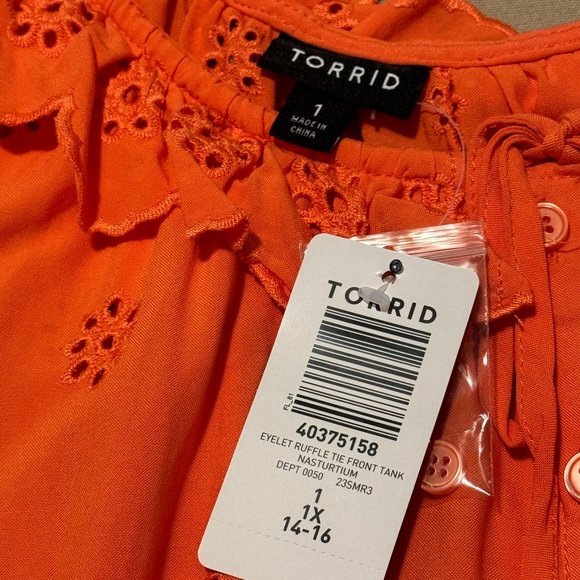 TORRID
1
MADE IN
CHINA
TORRID
PL_81
40375158
EYELET RUFFLE TIE FRONT TANK
NASTURTIUM
DEPT 0050 23SMR3
1
1X
14-16